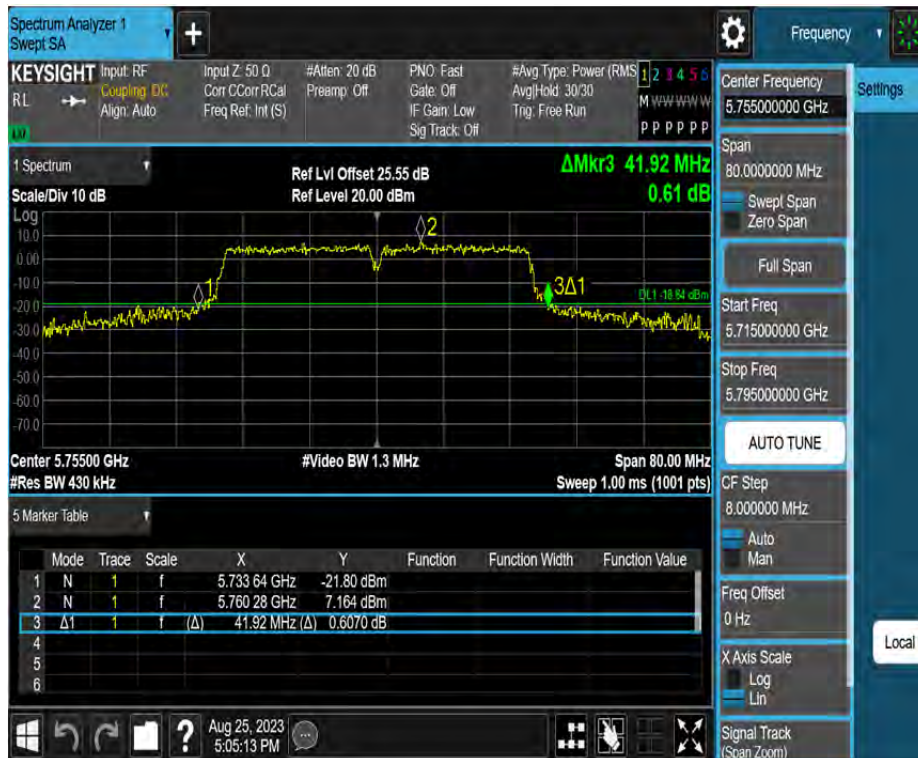 Spectrum Analyzer 1
Swept SA
+
Frequency
KEYSIGHT
RL
LXI
Input: RF
Coupling: DC
Align: Auto
Input Z: 50 Ω
Corr CCorr RCal
Freq Ref: Int (S)
#Atten: 20 dB
Preamp: Off
PNO: Fast
Gate: Off
IF Gain: Low
Sig Track: Off
#Avg Type: Power (RMS
Avg|Hold: 30/30
Trig: Free Run
1 2 3 4 5 6
M W W W W W
P P P P P P
Center Frequency
5.755000000 GHz
Settings
Span
80.0000000 MHz
Swept Span
Zero Span
Full Span
Start Freq
5.715000000 GHz
Stop Freq
5.795000000 GHz
AUTO TUNE
CF Step
8.000000 MHz
Auto
Man
Freq Offset
0 Hz
X Axis Scale
Log
Lin
Signal Track
(Span Zoom)
Local
1 Spectrum
Scale/Div 10 dB
Ref Lvl Offset 25.55 dB
Ref Level 20.00 dBm
ΔMkr3 41.92 MHz
0.61 dB
Log
10.0
0.00
-10.0
-20.0
-30.0
-40.0
-50.0
-60.0
-70.0
1
2
3Δ1
DL1 -18.84 dBm
Center 5.75500 GHz
#Res BW 430 kHz
#Video BW 1.3 MHz
Span 80.00 MHz
Sweep 1.00 ms (1001 pts)
5 Marker Table
Mode Trace Scale X Y Function Function Width Function Value
1 N 1 f 5.733 64 GHz -21.80 dBm
2 N 1 f 5.760 28 GHz 7.164 dBm
3 Δ1 1 f (Δ) 41.92 MHz (Δ) 0.6070 dB
4
5
6
?
Aug 25, 2023
5:05:13 PM